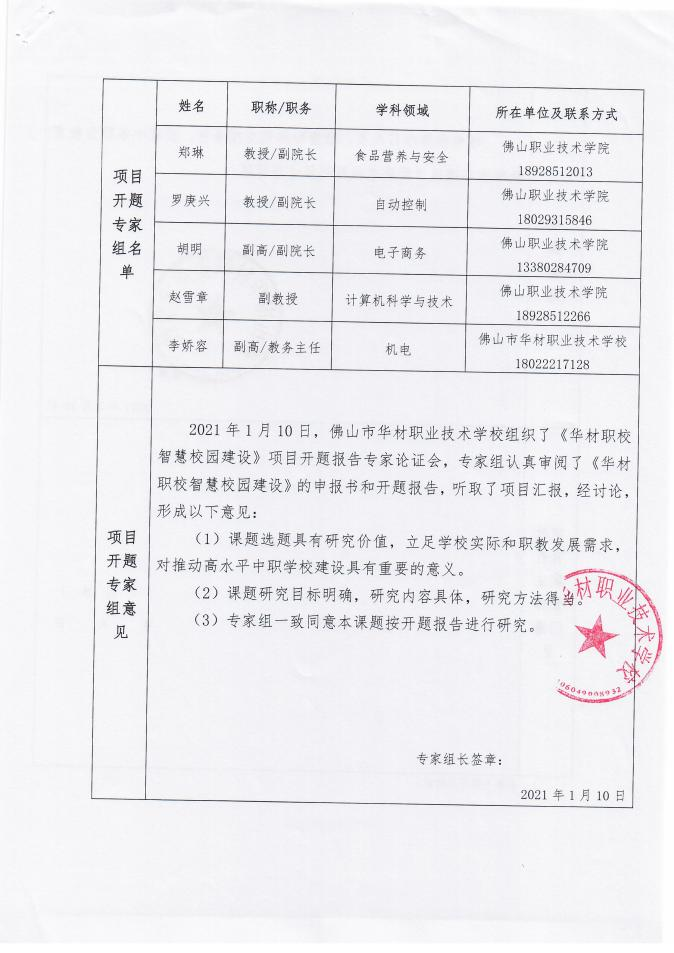 姓名 职称/职务 学科领域 所在单位及联系方式
项目开题专家组名单
郑琳 教授/副院长 食品营养与安全 佛山职业技术学院 18928512013
罗庚兴 教授/副院长 自动控制 佛山职业技术学院 18029315846
胡明 副高/副院长 电子商务 佛山职业技术学院 13380284709
赵雪章 副教授 计算机科学与技术 佛山职业技术学院 18928512266
李娇容 副高/教务主任 机电 佛山市华材职业技术学校 18022217128
项目开题专家组意见
2021年1月10日，佛山市华材职业技术学校组织了《华材职校
智慧校园建设》项目开题报告专家论证会，专家组认真审阅了《华材
职校智慧校园建设》的申报书和开题报告，听取了项目汇报，经讨论，
形成以下意见：
（1）课题选题具有研究价值，立足学校实际和职教发展需求，
对推动高水平中职学校建设具有重要的意义。
（2）课题研究目标明确，研究内容具体，研究方法得当。
（3）专家组一致同意本课题按开题报告进行研究。
材职业技术学校
06049008932
专家组长签章：
2021年1月10日